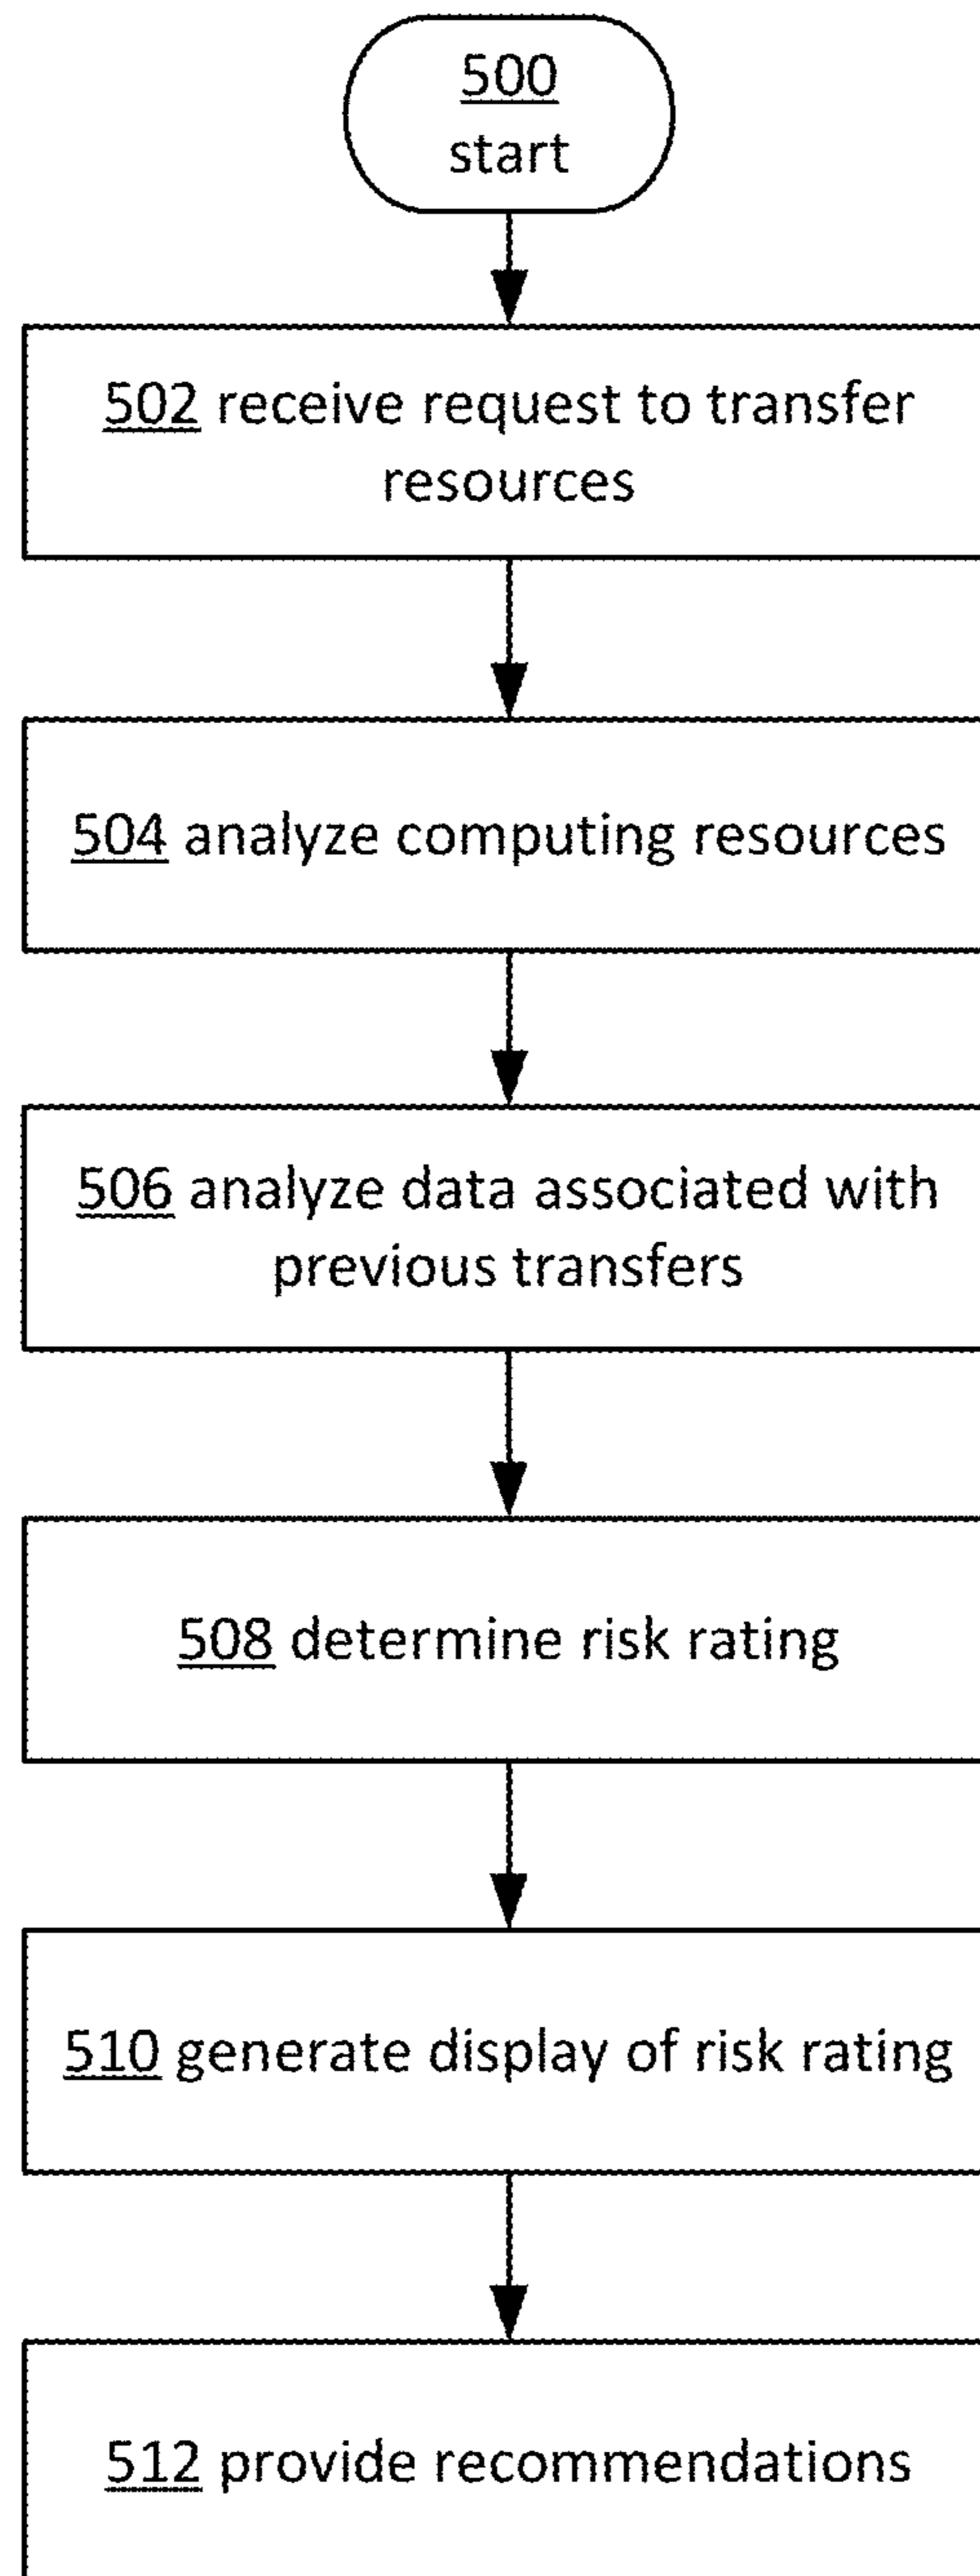 500
start
502 receive request to transfer
resources
504 analyze computing resources
506 analyze data associated with
previous transfers
508 determine risk rating
510 generate display of risk rating
512 provide recommendations